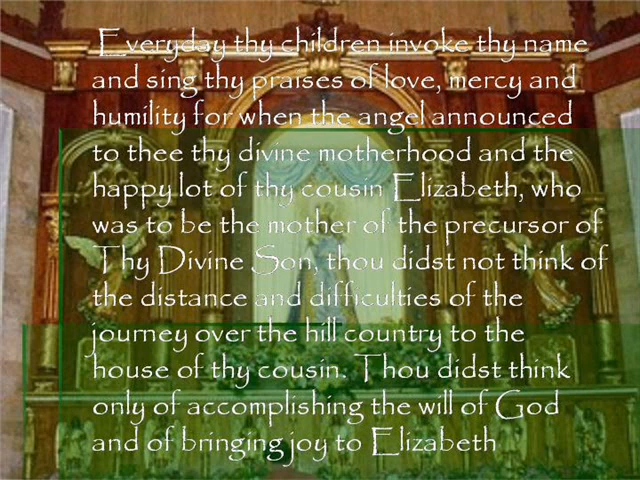 Everyday thy children invoke thy name
and sing thy praises of love, mercy and
humility for when the angel announced
to thee thy divine motherhood and the
happy lot of thy cousin Elizabeth, who
was to be the mother of the precursor of
Thy Divine Son, thou didst not think of
the distance and difficulties of the
journey over the hill country to the
house of thy cousin. Thou didst think
only of accomplishing the will of God
and of bringing joy to Elizabeth